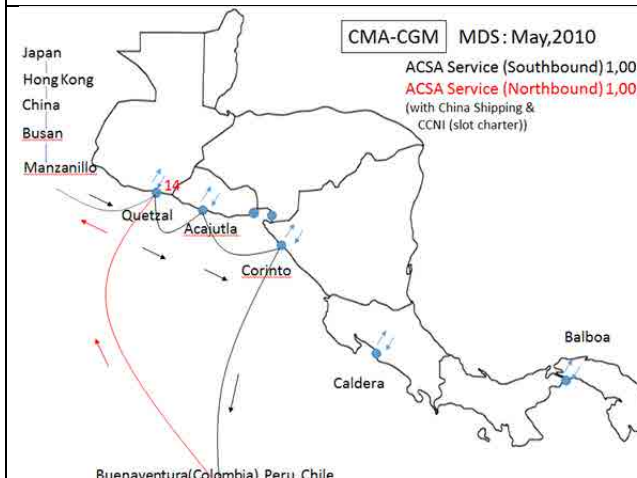 CMA-CGM MDS : May,2010
ACSA Service (Southbound) 1,00
ACSA Service (Northbound) 1,00
(with China Shipping &
CCNI (slot charter))
Japan
Hong Kong
China
Busan
Manzanillo
14
Quetzal
Acajutla
Corinto
Caldera
Balboa
Buenaventura(Colombia) Peru Chile